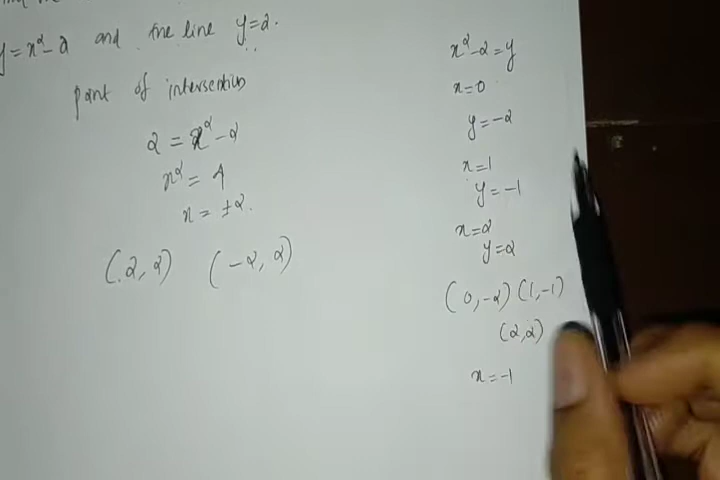 y = x² - 2 and the line y = 2.
point of intersection
2 = x² - 2
x² = 4
x = ±2.
(2, 2) (-2, 2)
x² - 2 = y
x = 0
y = -2
x = 1
y = -1
x = 2
y = 2
(0, -2) (1, -1)
(2, 2)
x = -1